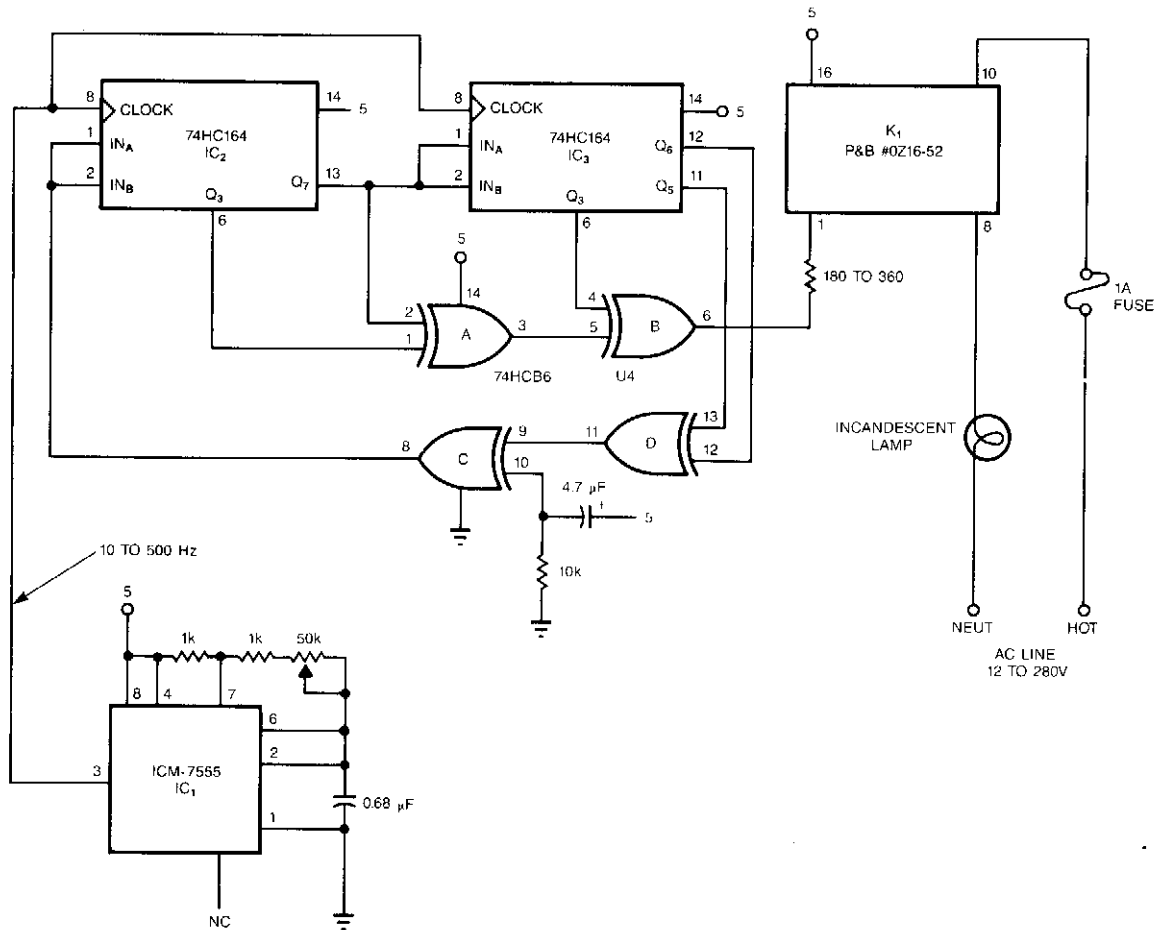 5
5
16
10
8
CLOCK
14
5
8
CLOCK
14
5
1
INA
74HC164
IC2
1
INA
74HC164
IC3
Q6
12
K1
P&B #0Z16-52
2
INB
Q7
13
2
INB
Q5
11
Q3
Q3
6
6
1
8
5
180 TO 360
1A
FUSE
14
2
A
1
3
4
B
5
6
74HCB6
U4
INCANDESCENT
LAMP
8
C
9
10
11
D
13
12
4.7 µF
+
5
10k
10 TO 500 Hz
NEUT
HOT
AC LINE
12 TO 280V
5
1k
1k
50k
8
4
7
6
2
3
ICM-7555
IC1
0.68 µF
1
NC